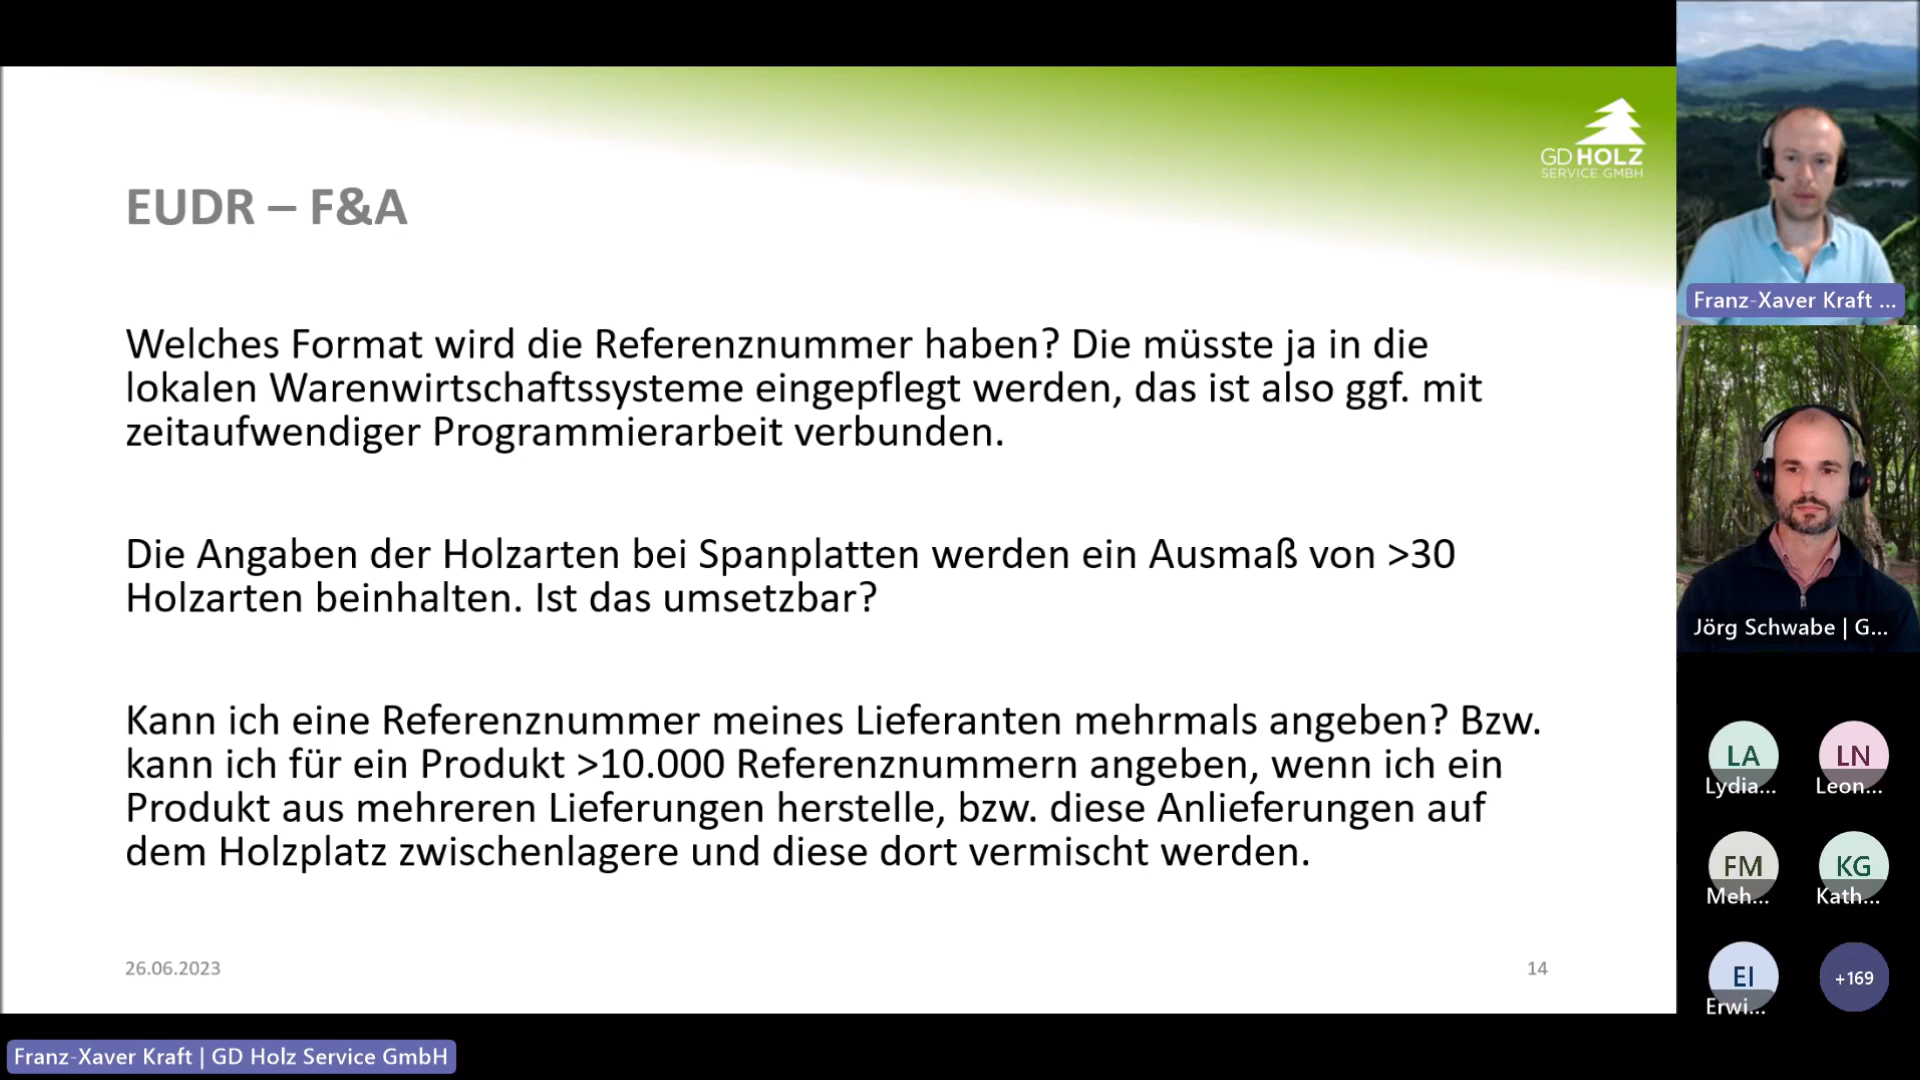 GD HOLZ
SERVICE GMBH
EUDR – F&A
Welches Format wird die Referenznummer haben? Die müsste ja in die
lokalen Warenwirtschaftssysteme eingepflegt werden, das ist also ggf. mit
zeitaufwendiger Programmierarbeit verbunden.
Die Angaben der Holzarten bei Spanplatten werden ein Ausmaß von >30
Holzarten beinhalten. Ist das umsetzbar?
Kann ich eine Referenznummer meines Lieferanten mehrmals angeben? Bzw.
kann ich für ein Produkt >10.000 Referenznummern angeben, wenn ich ein
Produkt aus mehreren Lieferungen herstelle, bzw. diese Anlieferungen auf
dem Holzplatz zwischenlagere und diese dort vermischt werden.
26.06.2023
14
Franz-Xaver Kraft | GD Holz Service GmbH
Franz-Xaver Kraft ...
Jörg Schwabe | G...
LA
Lydia...
LN
Leon...
FM
Meh...
KG
Kath...
EI
Erwi...
+169